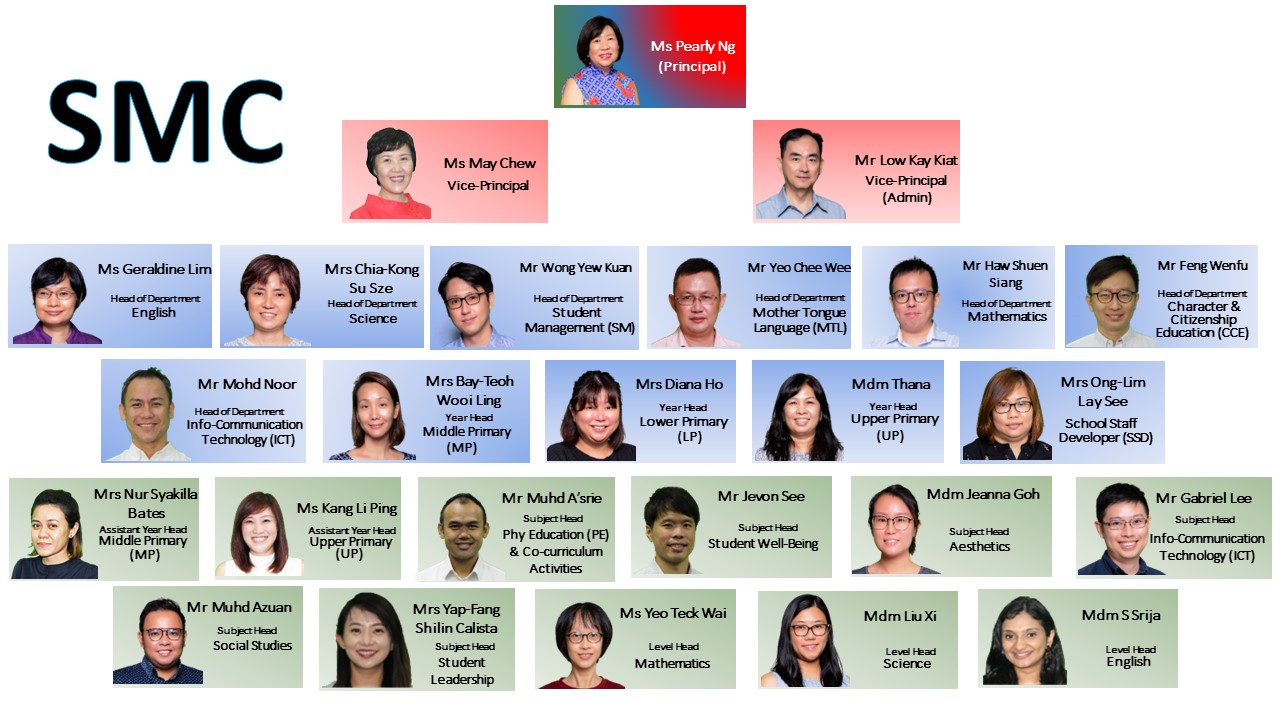 SMC
Ms Pearly Ng
(Principal)
Ms May Chew
Vice-Principal
Mr Low Kay Kiat
Vice-Principal
(Admin)
Ms Geraldine Lim
Head of Department
English
Mrs Chia-Kong
Su Sze
Head of Department
Science
Mr Wong Yew Kuan
Head of Department
Student
Management (SM)
Mr Yeo Chee Wee
Head of Department
Mother Tongue
Language (MTL)
Mr Haw Shuen
Siang
Head of Department
Mathematics
Mr Feng Wenfu
Head of Department
Character &
Citizenship
Education (CCE)
Mr Mohd Noor
Head of Department
Info-Communication
Technology (ICT)
Mrs Bay-Teoh
Wooi Ling
Year Head
Middle Primary
(MP)
Mrs Diana Ho
Year Head
Lower Primary
(LP)
Mdm Thana
Year Head
Upper Primary
(UP)
Mrs Ong-Lim
Lay See
School Staff
Developer (SSD)
Mrs Nur Syakilla
Bates
Assistant Year Head
Middle Primary
(MP)
Ms Kang Li Ping
Assistant Year Head
Upper Primary
(UP)
Mr Muhd A’srie
Subject Head
Phy Education (PE)
& Co-curriculum
Activities
Mr Jevon See
Subject Head
Student Well-Being
Mdm Jeanna Goh
Subject Head
Aesthetics
Mr Gabriel Lee
Subject Head
Info-Communication
Technology (ICT)
Mr Muhd Azuan
Subject Head
Social Studies
Mrs Yap-Fang
Shilin Calista
Subject Head
Student
Leadership
Ms Yeo Teck Wai
Level Head
Mathematics
Mdm Liu Xi
Level Head
Science
Mdm S Srija
Level Head
English